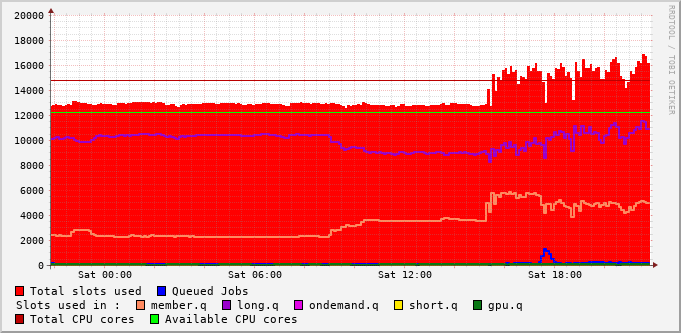 20000
18000
16000
14000
12000
10000
8000
6000
4000
2000
0
Sat 00:00 Sat 06:00 Sat 12:00 Sat 18:00
RRDTOOL / TOBI OETIKER
Total slots used Queued Jobs
Slots used in : member.q long.q ondemand.q short.q gpu.q
Total CPU cores Available CPU cores